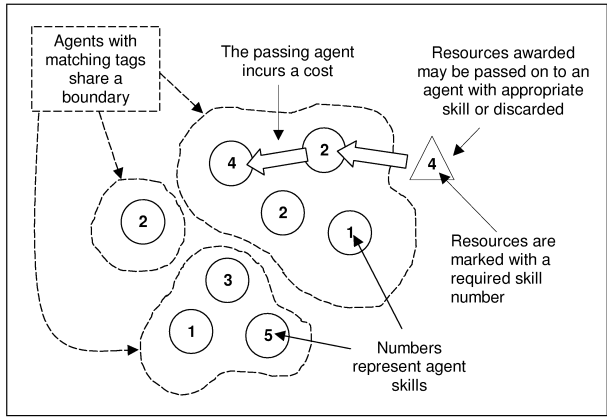 Agents with
matching tags
share a
boundary
The passing agent
incurs a cost
Resources awarded
may be passed on to an
agent with appropriate
skill or discarded
4
2
4
2
2
1
3
1
5
Resources are
marked with a
required skill
number
Numbers
represent agent
skills